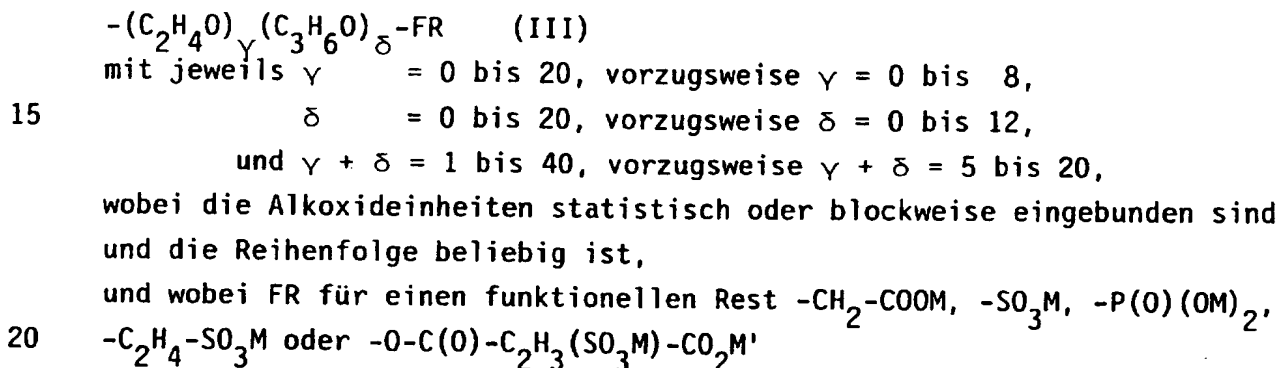 -(C₂H₄O)ᵧ(C₃H₆O)δ-FR (III)
mit jeweils γ = 0 bis 20, vorzugsweise γ = 0 bis 8,
15 δ = 0 bis 20, vorzugsweise δ = 0 bis 12,
und γ + δ = 1 bis 40, vorzugsweise γ + δ = 5 bis 20,
wobei die Alkoxideinheiten statistisch oder blockweise eingebunden sind
und die Reihenfolge beliebig ist,
und wobei FR für einen funktionellen Rest -CH₂-COOM, -SO₃M, -P(O)(OM)₂,
20 -C₂H₄-SO₃M oder -O-C(O)-C₂H₃(SO₃M)-CO₂M'